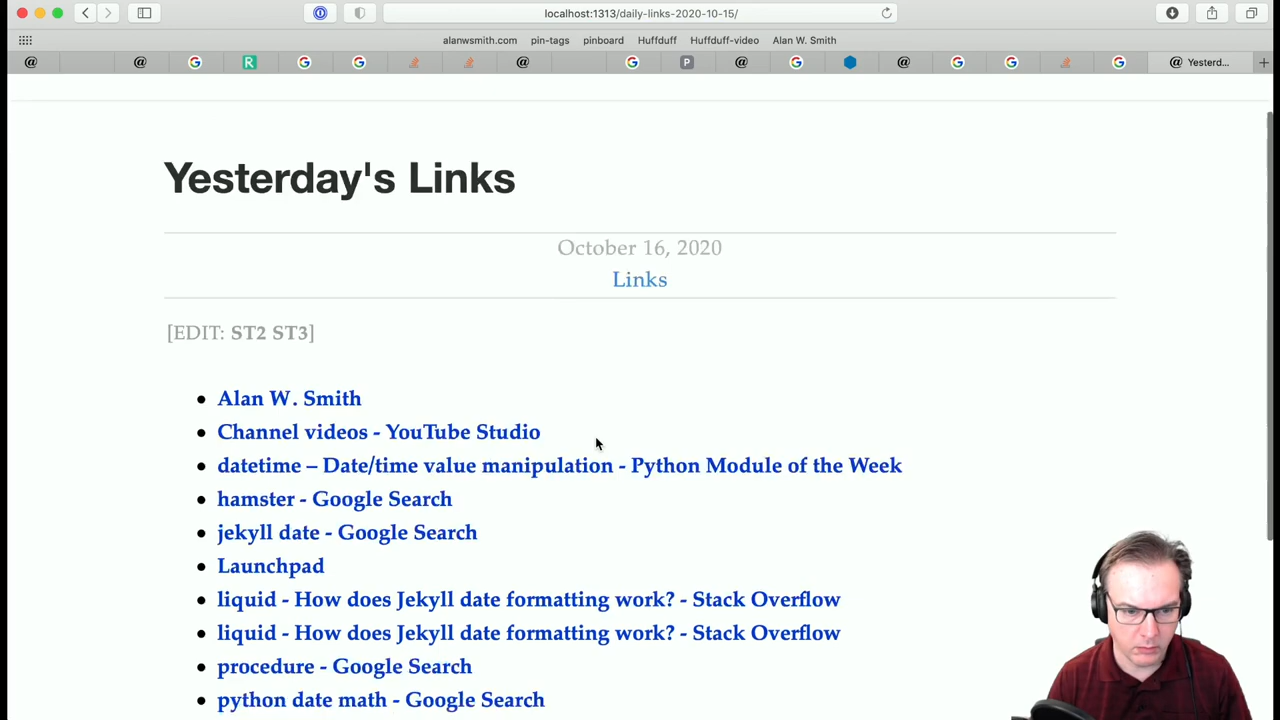 localhost:1313/daily-links-2020-10-15/
alanwsmith.com pin-tags pinboard Huffduff Huffduff-video Alan W. Smith
@ @ G R G G G @ G P @ G @ G G G @ Yesterd... +
Yesterday's Links
October 16, 2020
Links
[EDIT: ST2 ST3]
Alan W. Smith
Channel videos - YouTube Studio
datetime – Date/time value manipulation - Python Module of the Week
hamster - Google Search
jekyll date - Google Search
Launchpad
liquid - How does Jekyll date formatting work? - Stack Overflow
liquid - How does Jekyll date formatting work? - Stack Overflow
procedure - Google Search
python date math - Google Search